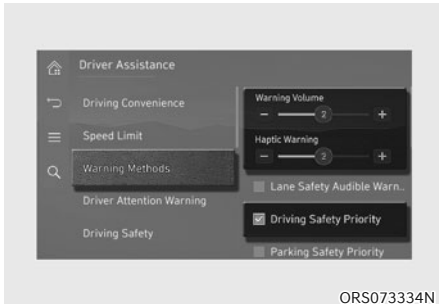 Driver Assistance
Driving Convenience
Speed Limit
Warning Methods
Driver Attention Warning
Driving Safety
Warning Volume
- 2 +
Haptic Warning
- 2 +
Lane Safety Audible Warn..
Driving Safety Priority
Parking Safety Priority
ORS073334N